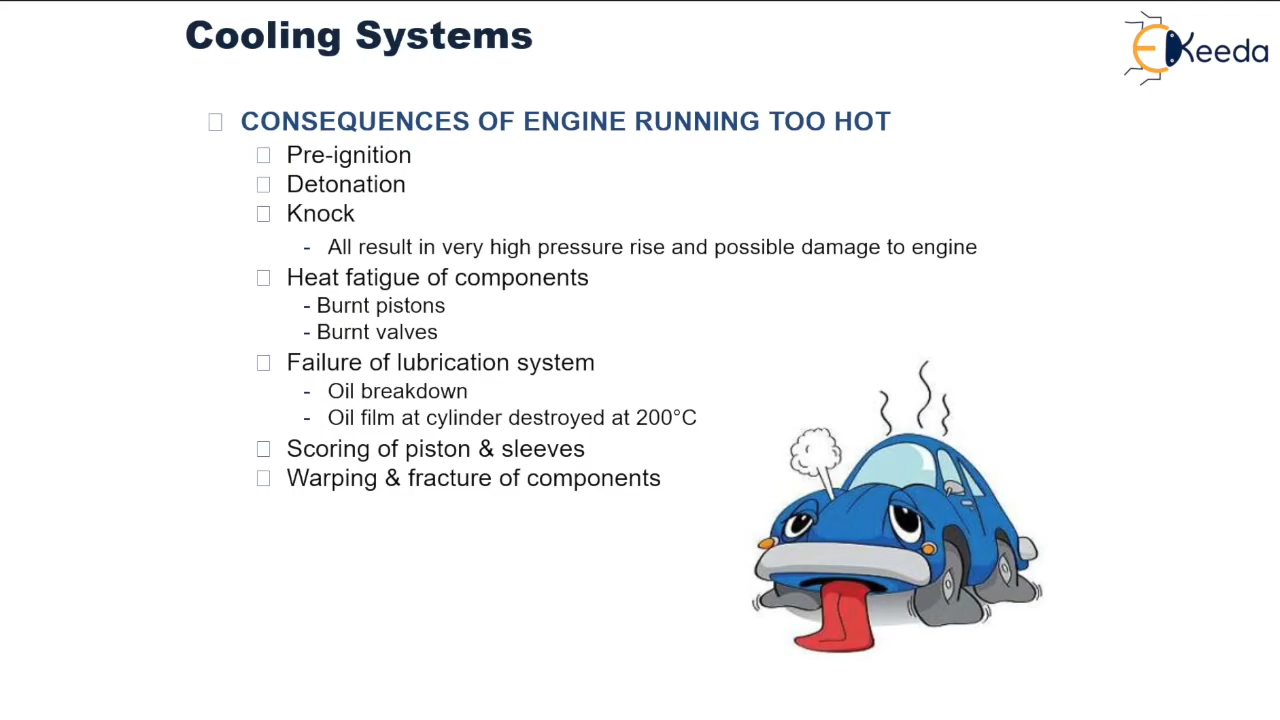 Cooling Systems
EKeeda
CONSEQUENCES OF ENGINE RUNNING TOO HOT
Pre-ignition
Detonation
Knock
- All result in very high pressure rise and possible damage to engine
Heat fatigue of components
- Burnt pistons
- Burnt valves
Failure of lubrication system
- Oil breakdown
- Oil film at cylinder destroyed at 200°C
Scoring of piston & sleeves
Warping & fracture of components